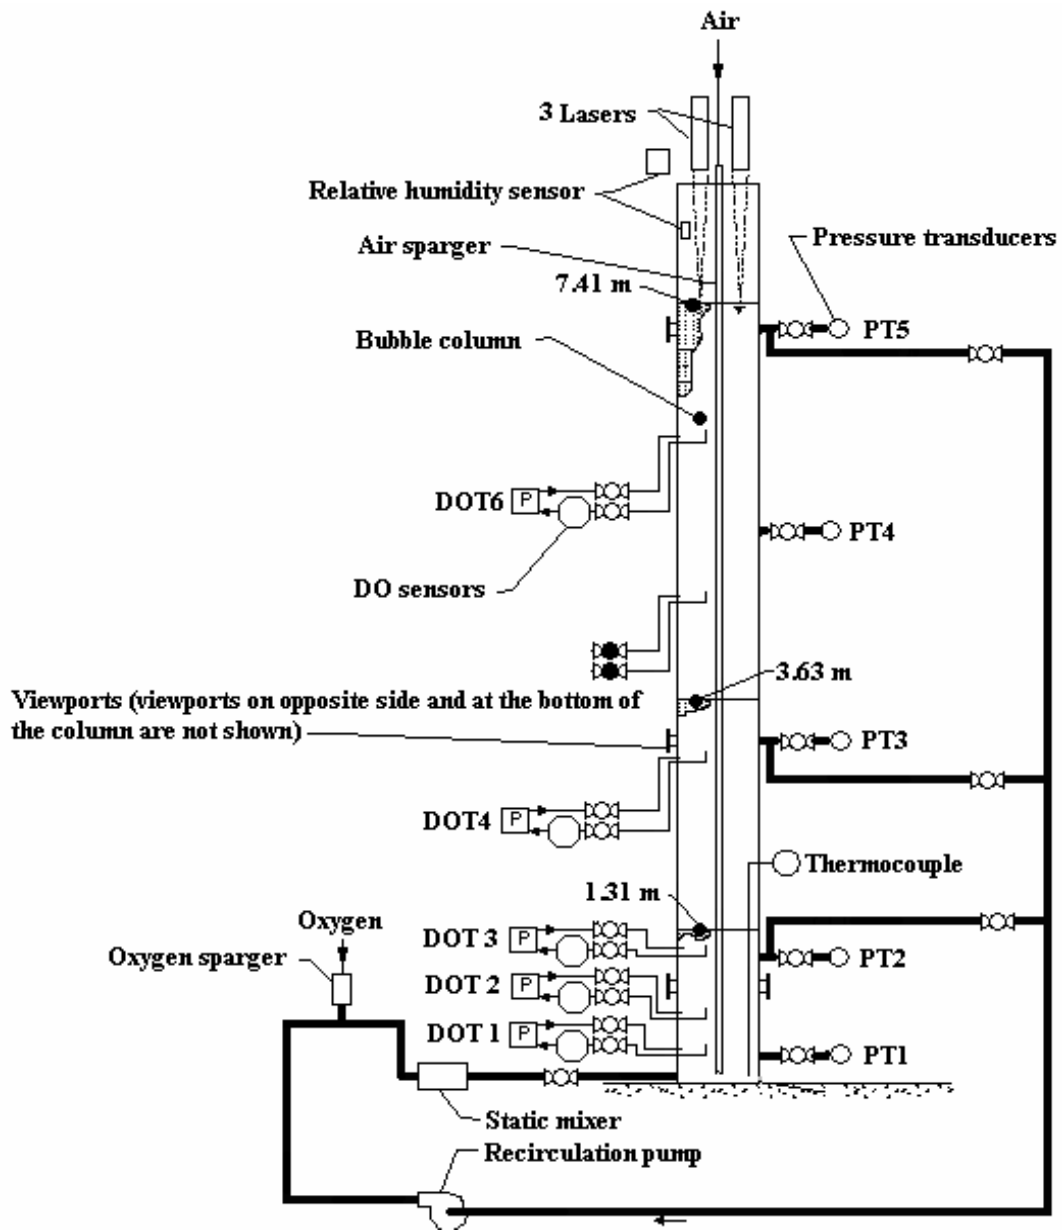 Air
3 Lasers
Relative humidity sensor
Air sparger
Pressure transducers
7.41 m
PT5
Bubble column
DOT6
P
PT4
DO sensors
3.63 m
Viewports (viewports on opposite side and at the bottom of
the column are not shown)
PT3
DOT4
P
Thermocouple
1.31 m
Oxygen
DOT 3
P
Oxygen sparger
PT2
DOT 2
P
DOT 1
P
PT1
Static mixer
Recirculation pump